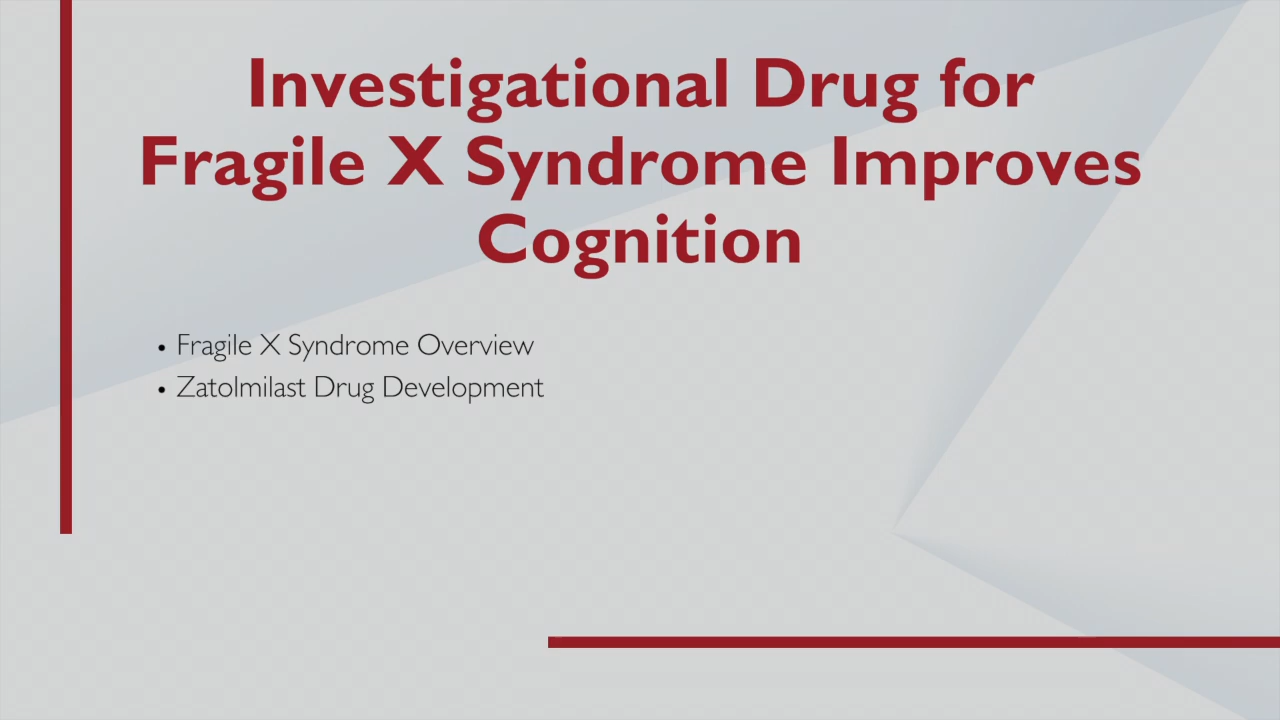 Investigational Drug for
Fragile X Syndrome Improves
Cognition
• Fragile X Syndrome Overview
• Zatolmilast Drug Development